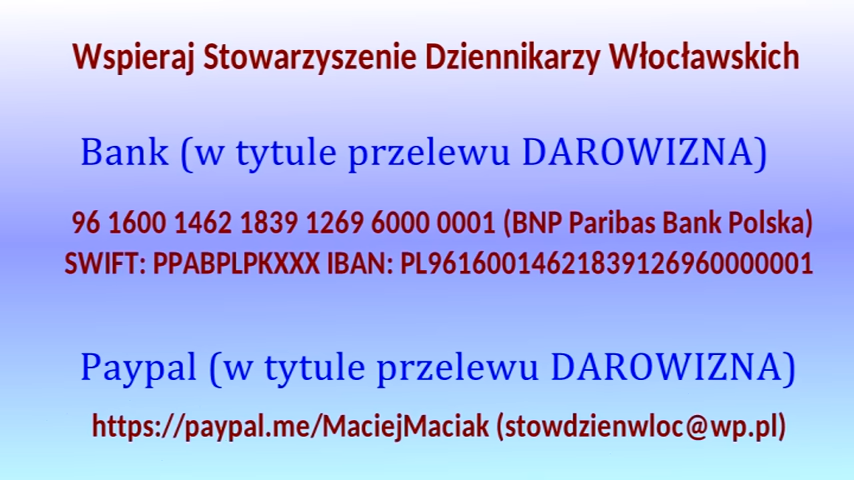 Wspieraj Stowarzyszenie Dziennikarzy Włocławskich
Bank (w tytule przelewu DAROWIZNA)
96 1600 1462 1839 1269 6000 0001 (BNP Paribas Bank Polska)
SWIFT: PPABPLPKXXX IBAN: PL96160014621839126960000001
Paypal (w tytule przelewu DAROWIZNA)
https://paypal.me/MaciejMaciak (stowdzienwloc@wp.pl)